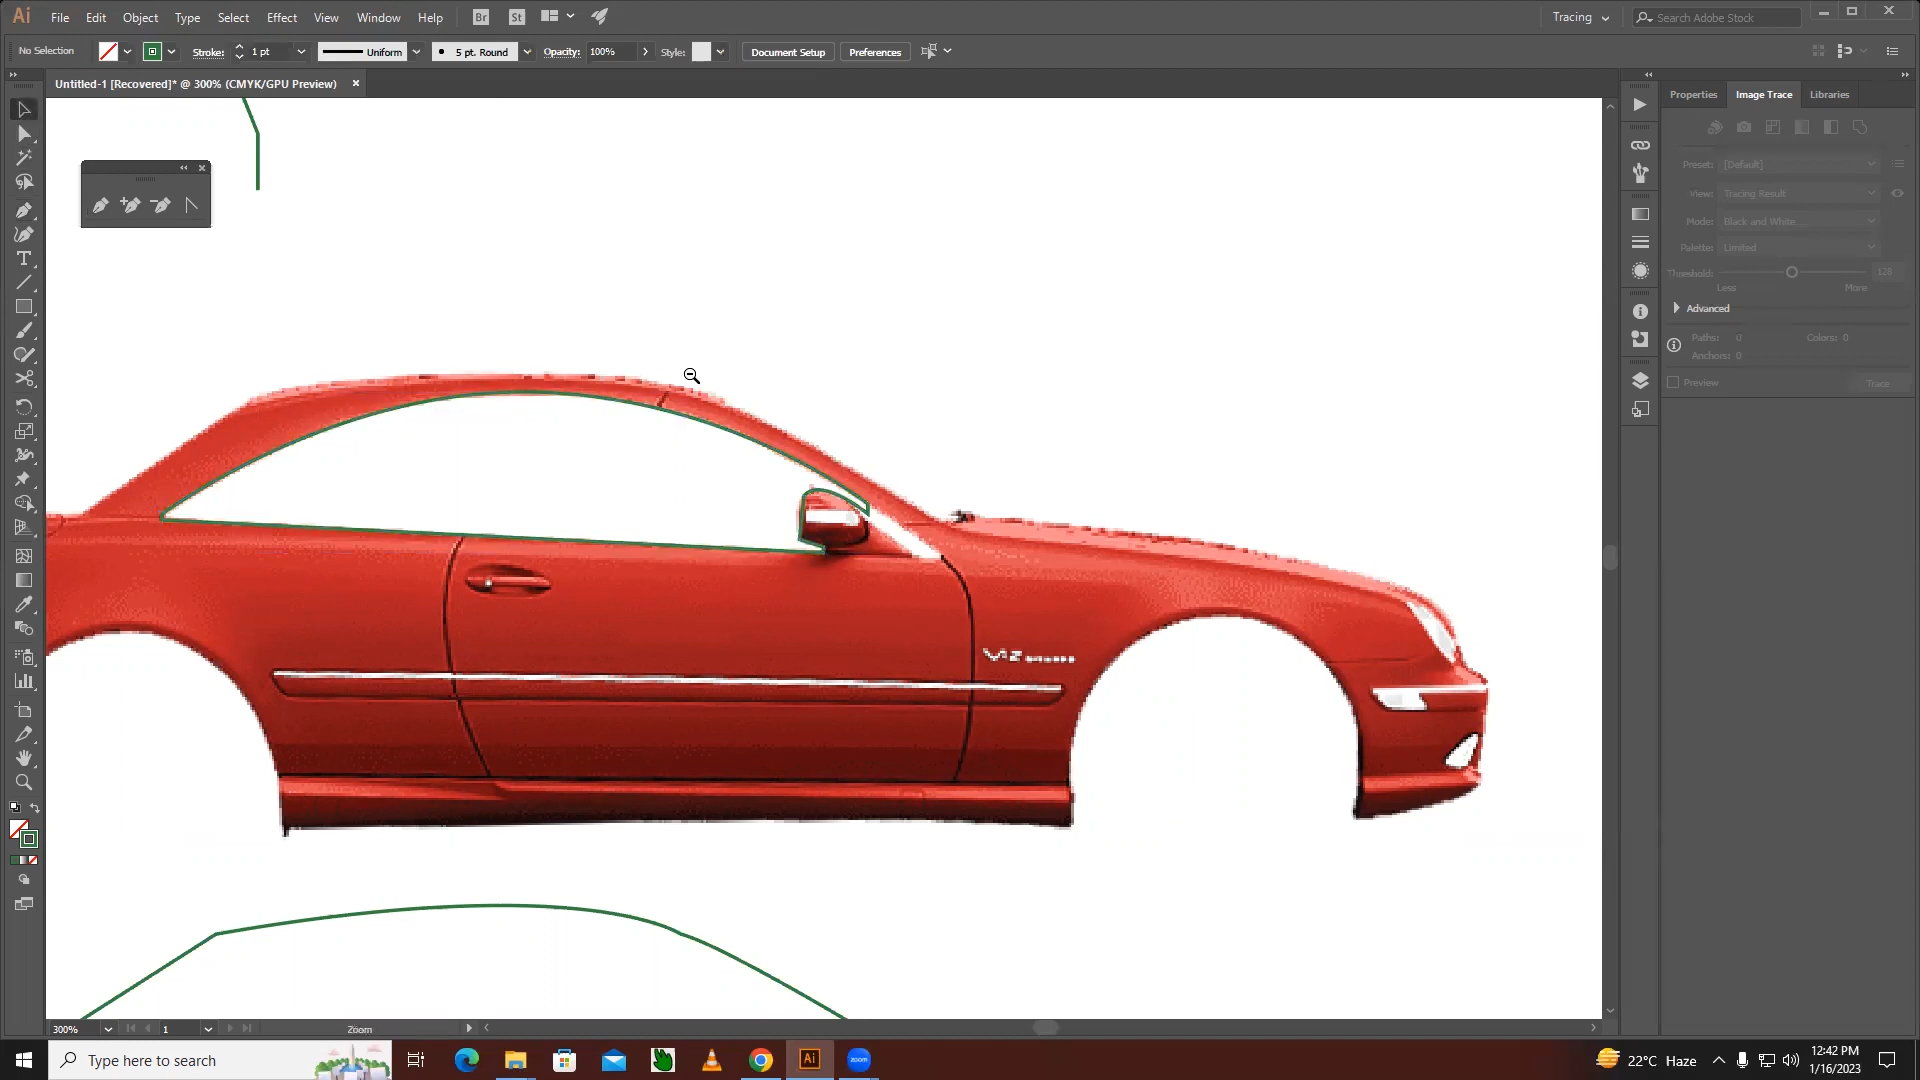 Ai File Edit Object Type Select Effect View Window Help Br St Tracing Search Adobe Stock
No Selection Stroke: 1 pt Uniform 5 pt. Round Opacity: 100% Style: Document Setup Preferences
Untitled-1 [Recovered]* @ 300% (CMYK/GPU Preview)
Properties Image Trace Libraries
Preset: [Default]
View: Tracing Result
Mode: Black and White...
Palette: Limited
Threshold: 128
Less More
Advanced
Paths: 0 Colors: 0
Anchors: 0
Preview Trace
V12
300% 1 Zoom
Type here to search
Ai
zoom
22°C Haze
12:42 PM
1/16/2023